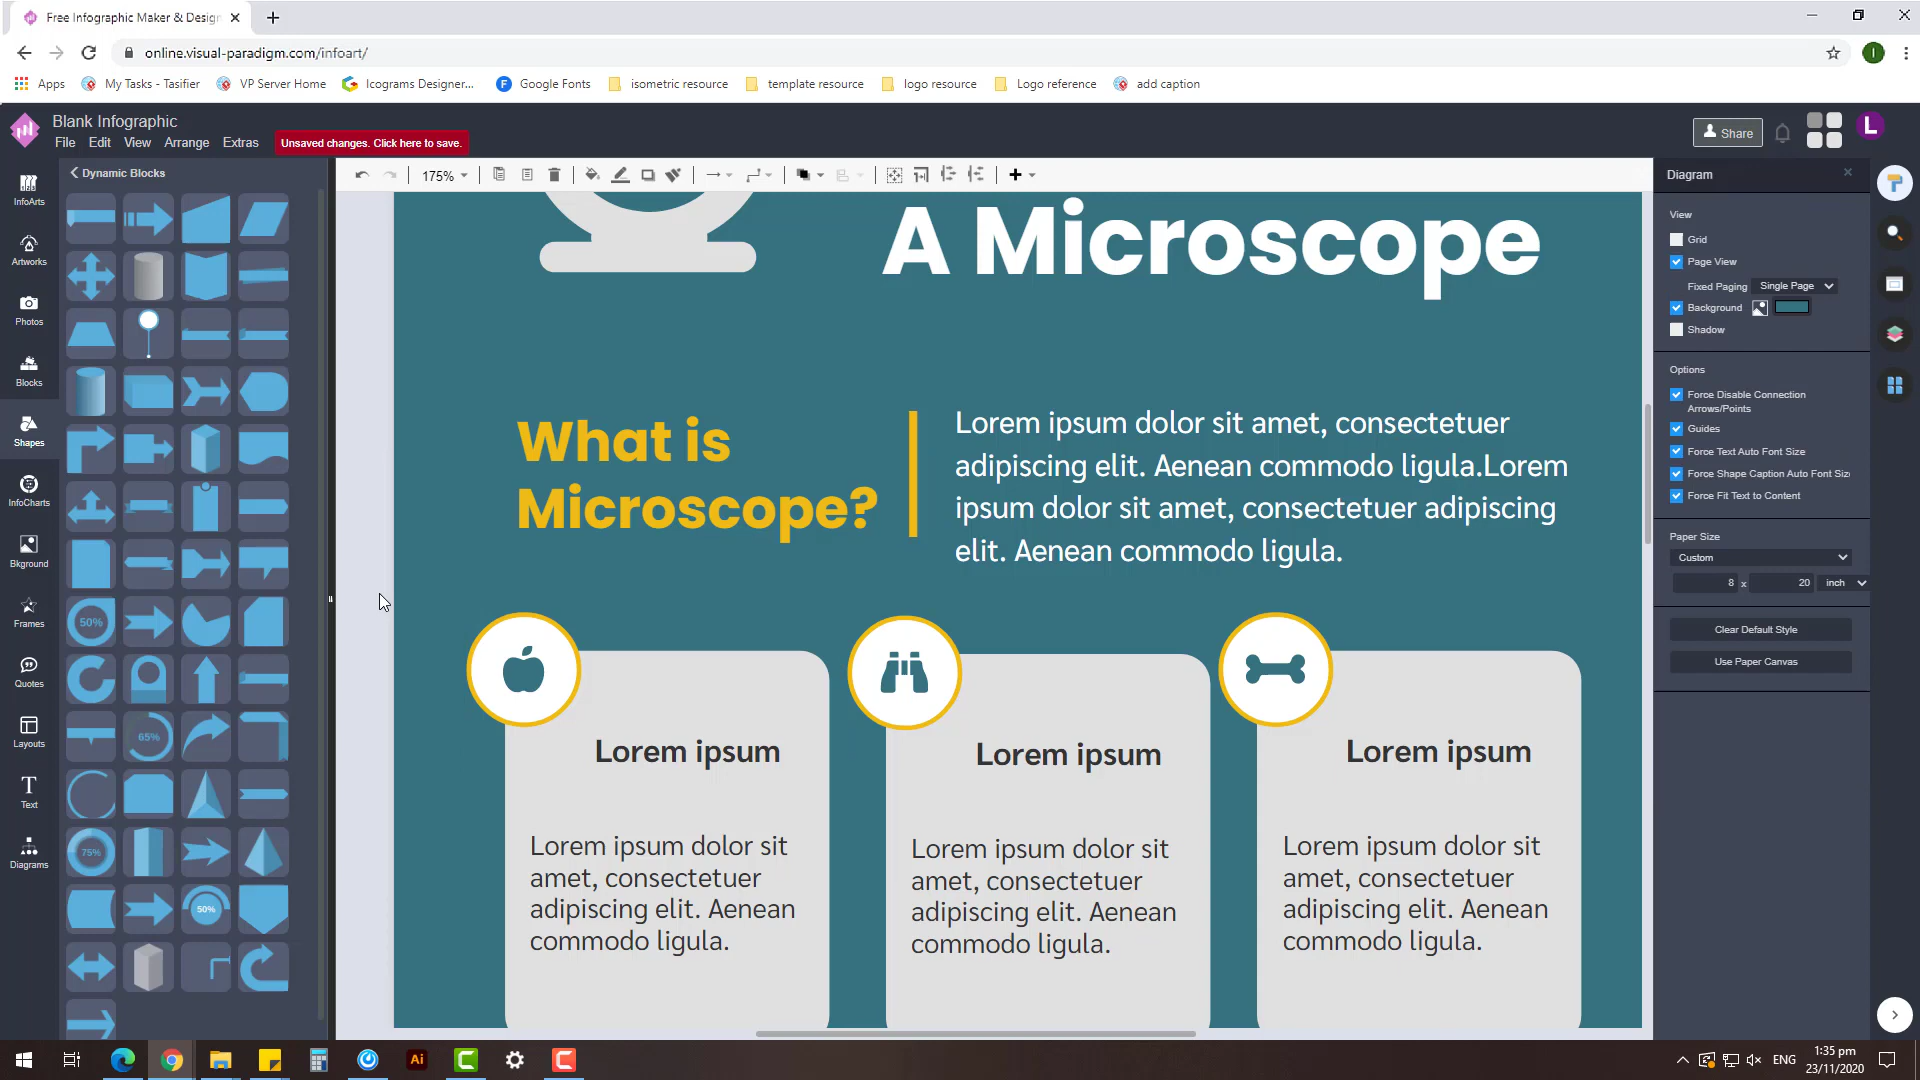 Free Infographic Maker & Design
online.visual-paradigm.com/infoart/
Apps
My Tasks - Tasifier
VP Server Home
Icograms Designer...
Google Fonts
isometric resource
template resource
logo resource
Logo reference
add caption
Blank Infographic
File Edit View Arrange Extras
Unsaved changes. Click here to save.
Share
L
InfoArts
Artworks
Photos
Blocks
Shapes
InfoCharts
Bkground
Frames
Quotes
Layouts
Text
Diagrams
Dynamic Blocks
50%
65%
75%
50%
175%
A Microscope
What is
Microscope?
Lorem ipsum dolor sit amet, consectetuer
adipiscing elit. Aenean commodo ligula.Lorem
ipsum dolor sit amet, consectetuer adipiscing
elit. Aenean commodo ligula.
Lorem ipsum
Lorem ipsum dolor sit
amet, consectetuer
adipiscing elit. Aenean
commodo ligula.
Lorem ipsum
Lorem ipsum dolor sit
amet, consectetuer
adipiscing elit. Aenean
commodo ligula.
Lorem ipsum
Lorem ipsum dolor sit
amet, consectetuer
adipiscing elit. Aenean
commodo ligula.
Diagram
View
Grid
Page View
Fixed Paging Single Page
Background
Shadow
Options
Force Disable Connection
Arrows/Points
Guides
Force Text Auto Font Size
Force Shape Caption Auto Font Siz
Force Fit Text to Content
Paper Size
Custom
8 x 20 inch
Clear Default Style
Use Paper Canvas
Ai
ENG
1:35 pm
23/11/2020